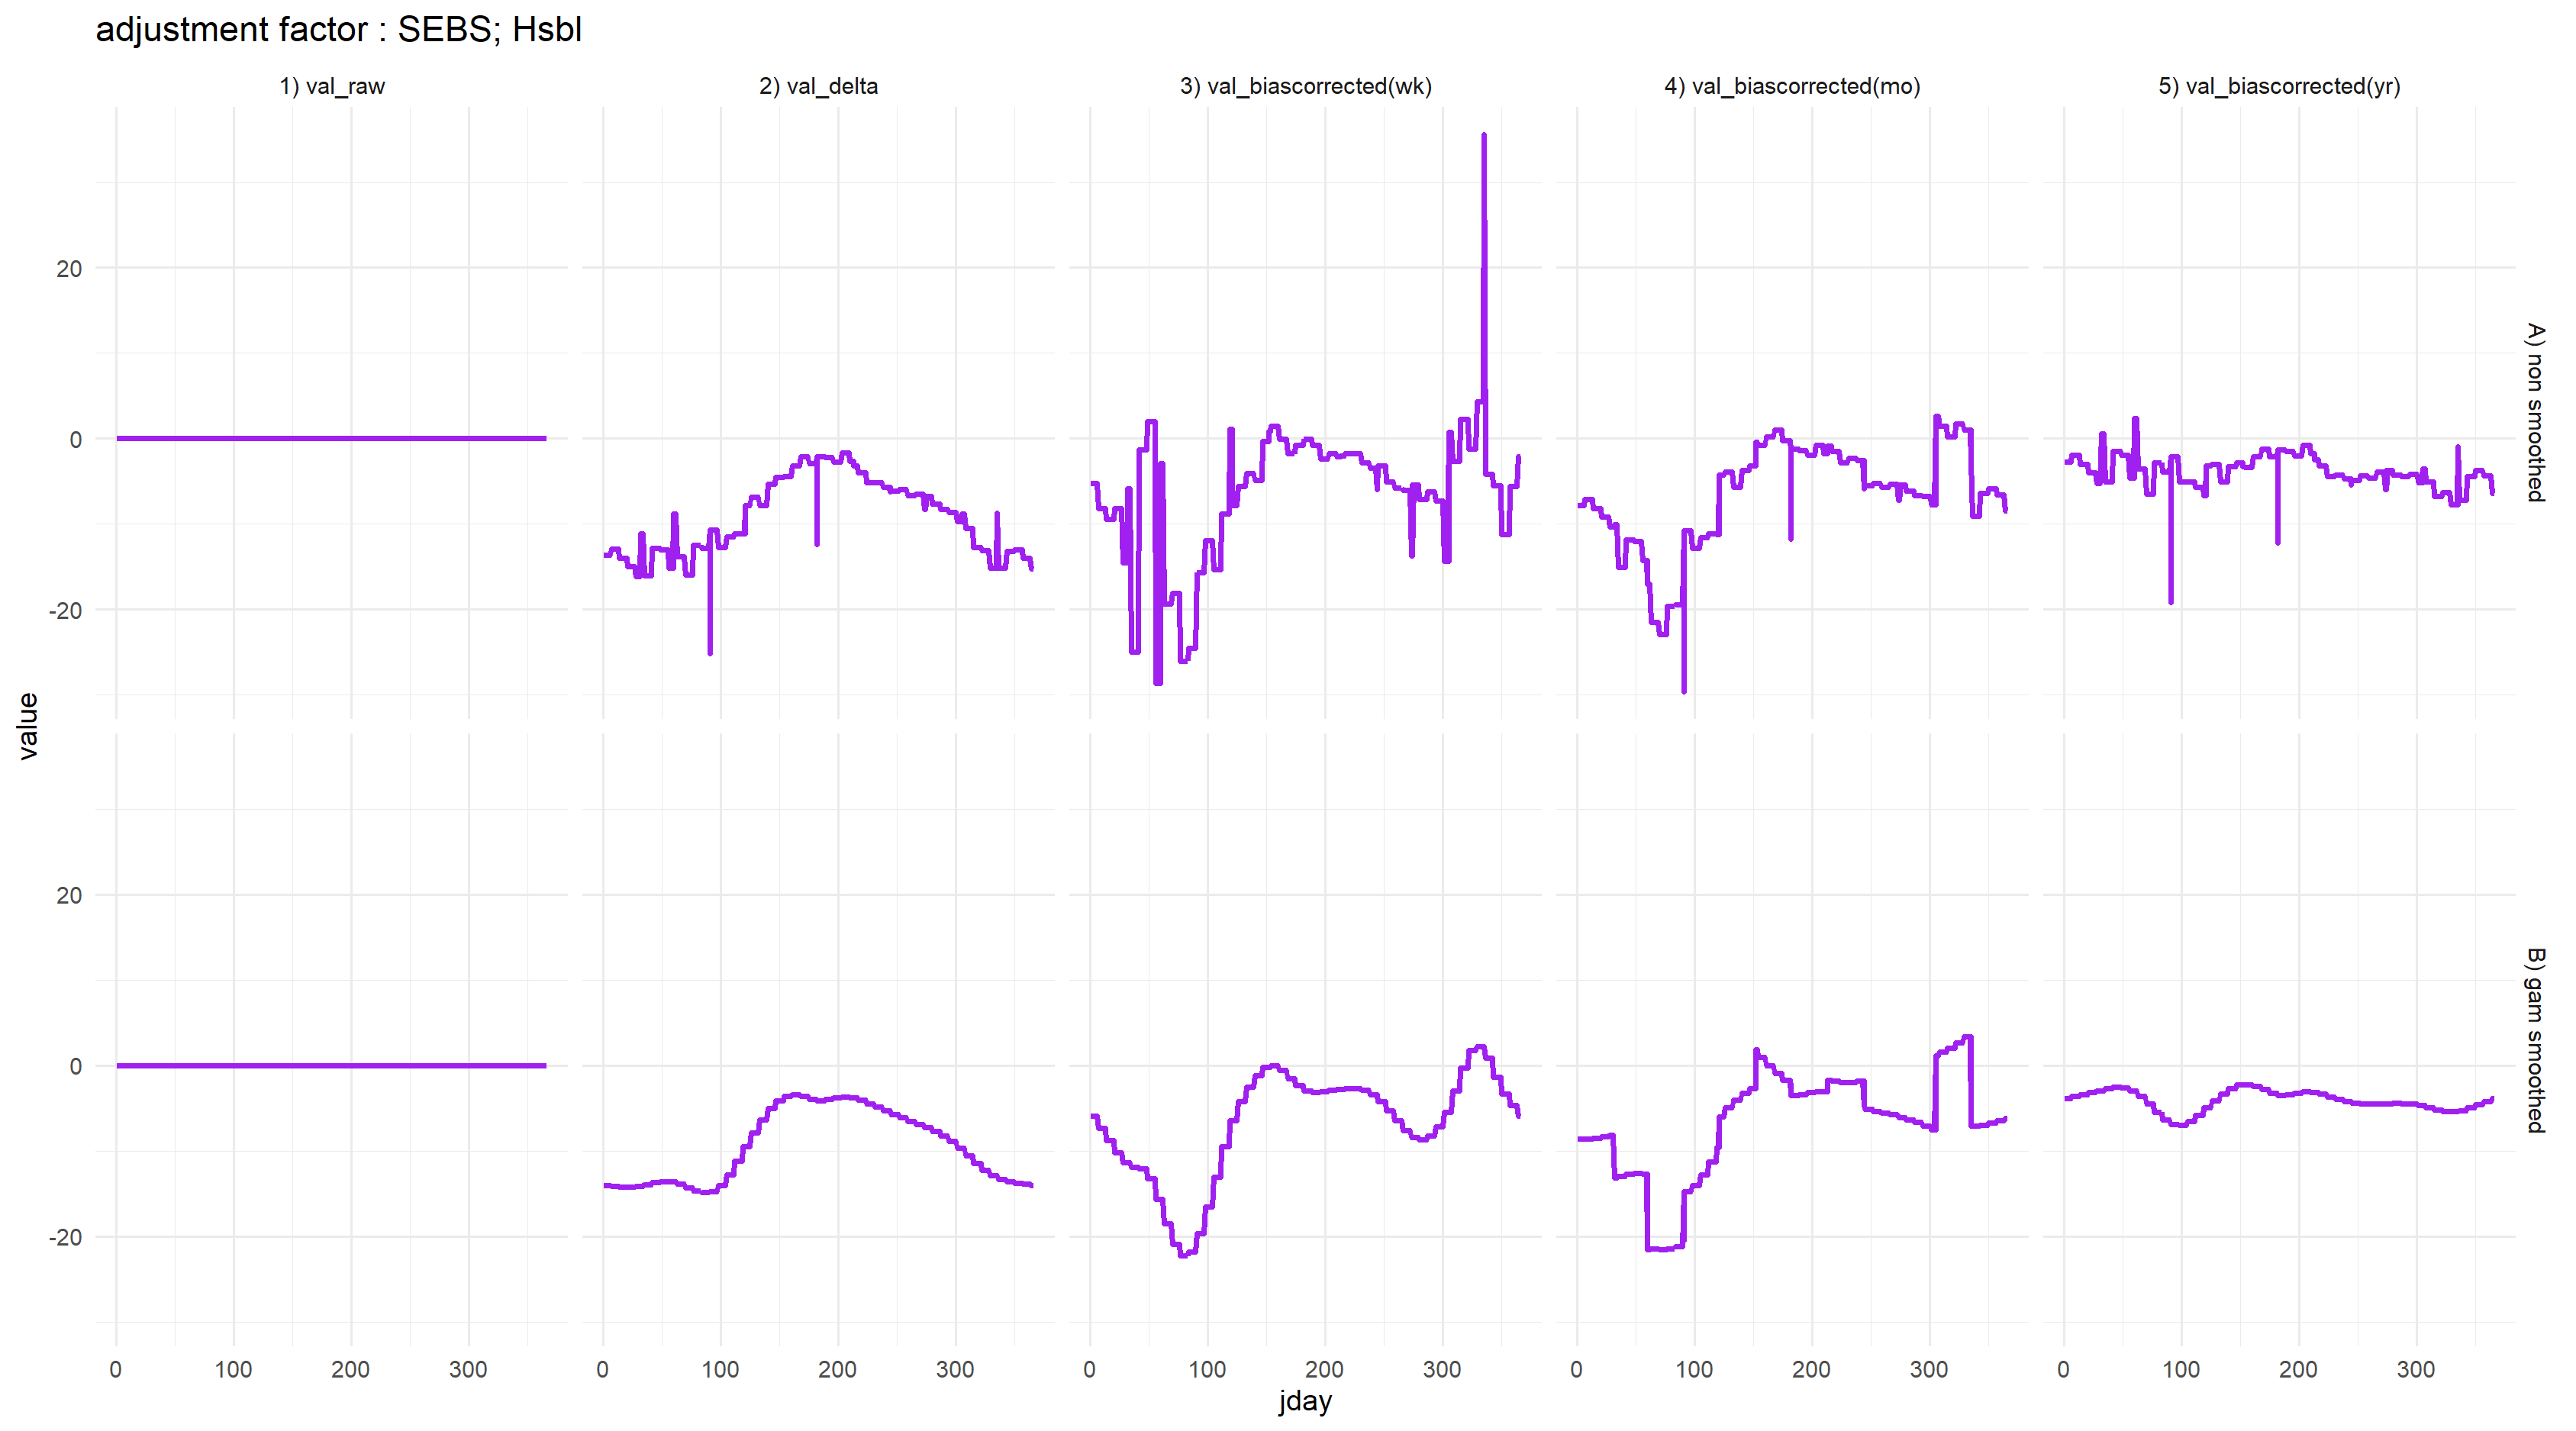 adjustment factor : SEBS; Hsbl
1) val_raw
2) val_delta
3) val_biascorrected(wk)
4) val_biascorrected(mo)
5) val_biascorrected(yr)
20
0
-20
A) non smoothed
value
20
0
-20
B) gam smoothed
0 100 200 300
0 100 200 300
0 100 200 300
0 100 200 300
0 100 200 300
jday